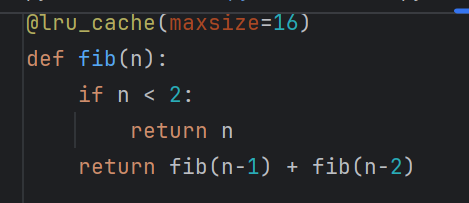 @lru_cache(maxsize=16)
def fib(n):
    if n < 2:
        return n
    return fib(n-1) + fib(n-2)